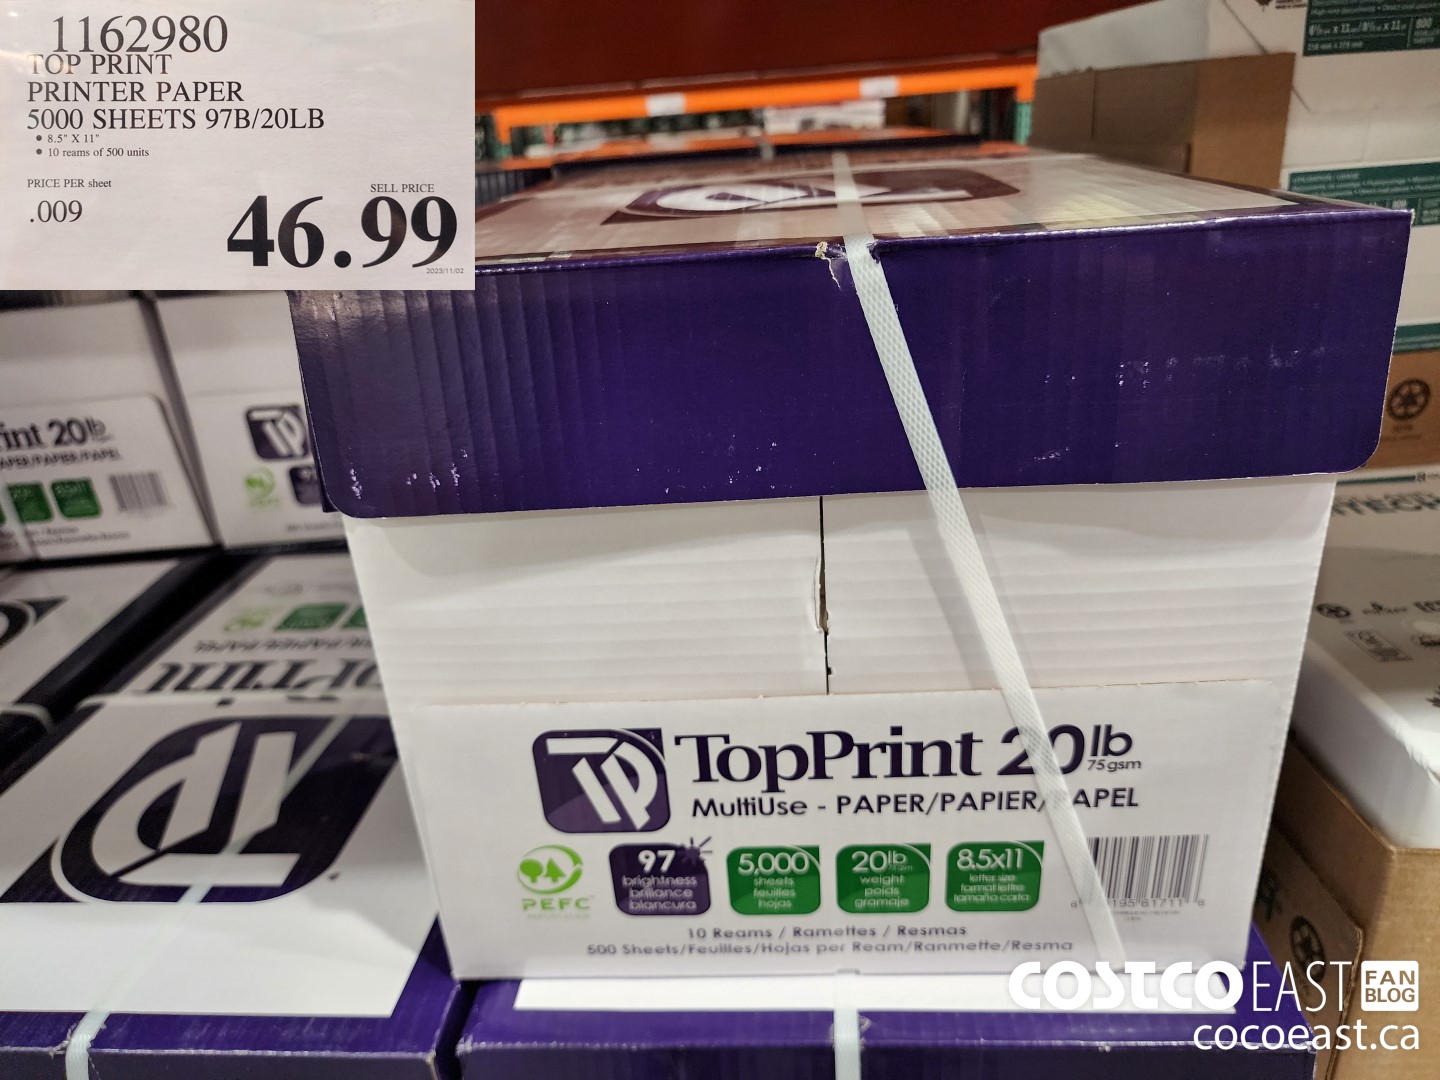 1162980
TOP PRINT
PRINTER PAPER
5000 SHEETS 97B/20LB
• 8.5" X 11"
• 10 reams of 500 units
PRICE PER sheet
.009
SELL PRICE
46.99
2023/11/02
int 20lb
TP
TopPrint 20lb
75gsm
MultiUse - PAPER/PAPIER/PAPEL
PEFC
97
brightness
brillance
blancura
5,000
sheets
feuilles
hojas
20lb
weight
poids
gramaje
8.5x11
letter size
format lettre
tamaño carta
10 Reams / Ramettes / Resmas
500 Sheets/Feuilles/Hojas per Ream/Ranmette/Resma
COSTCO EAST FAN BLOG
cocoeast.ca